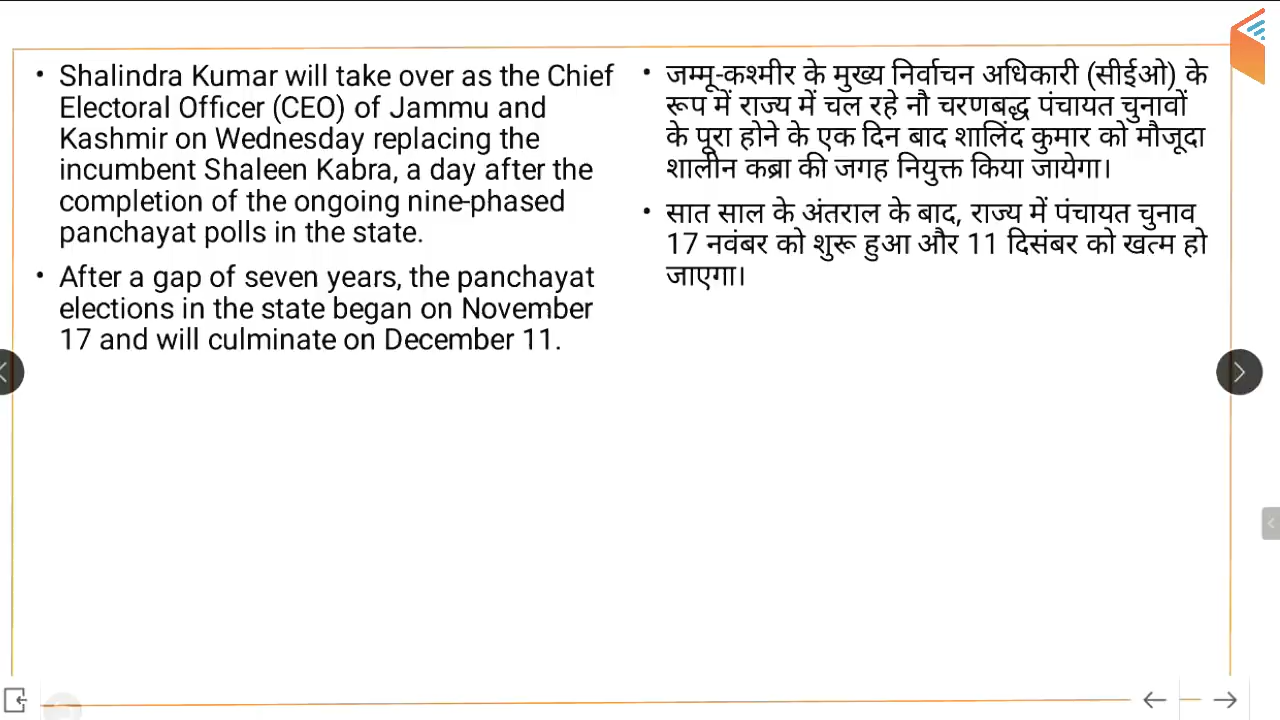 • Shalindra Kumar will take over as the Chief
Electoral Officer (CEO) of Jammu and
Kashmir on Wednesday replacing the
incumbent Shaleen Kabra, a day after the
completion of the ongoing nine-phased
panchayat polls in the state.
• After a gap of seven years, the panchayat
elections in the state began on November
17 and will culminate on December 11.
• जम्मू-कश्मीर के मुख्य निर्वाचन अधिकारी (सीईओ) के
रूप में राज्य में चल रहे नौ चरणबद्ध पंचायत चुनावों
के पूरा होने के एक दिन बाद शालिंद कुमार को मौजूदा
शालीन कब्रा की जगह नियुक्त किया जायेगा।
• सात साल के अंतराल के बाद, राज्य में पंचायत चुनाव
17 नवंबर को शुरू हुआ और 11 दिसंबर को खत्म हो
जाएगा।